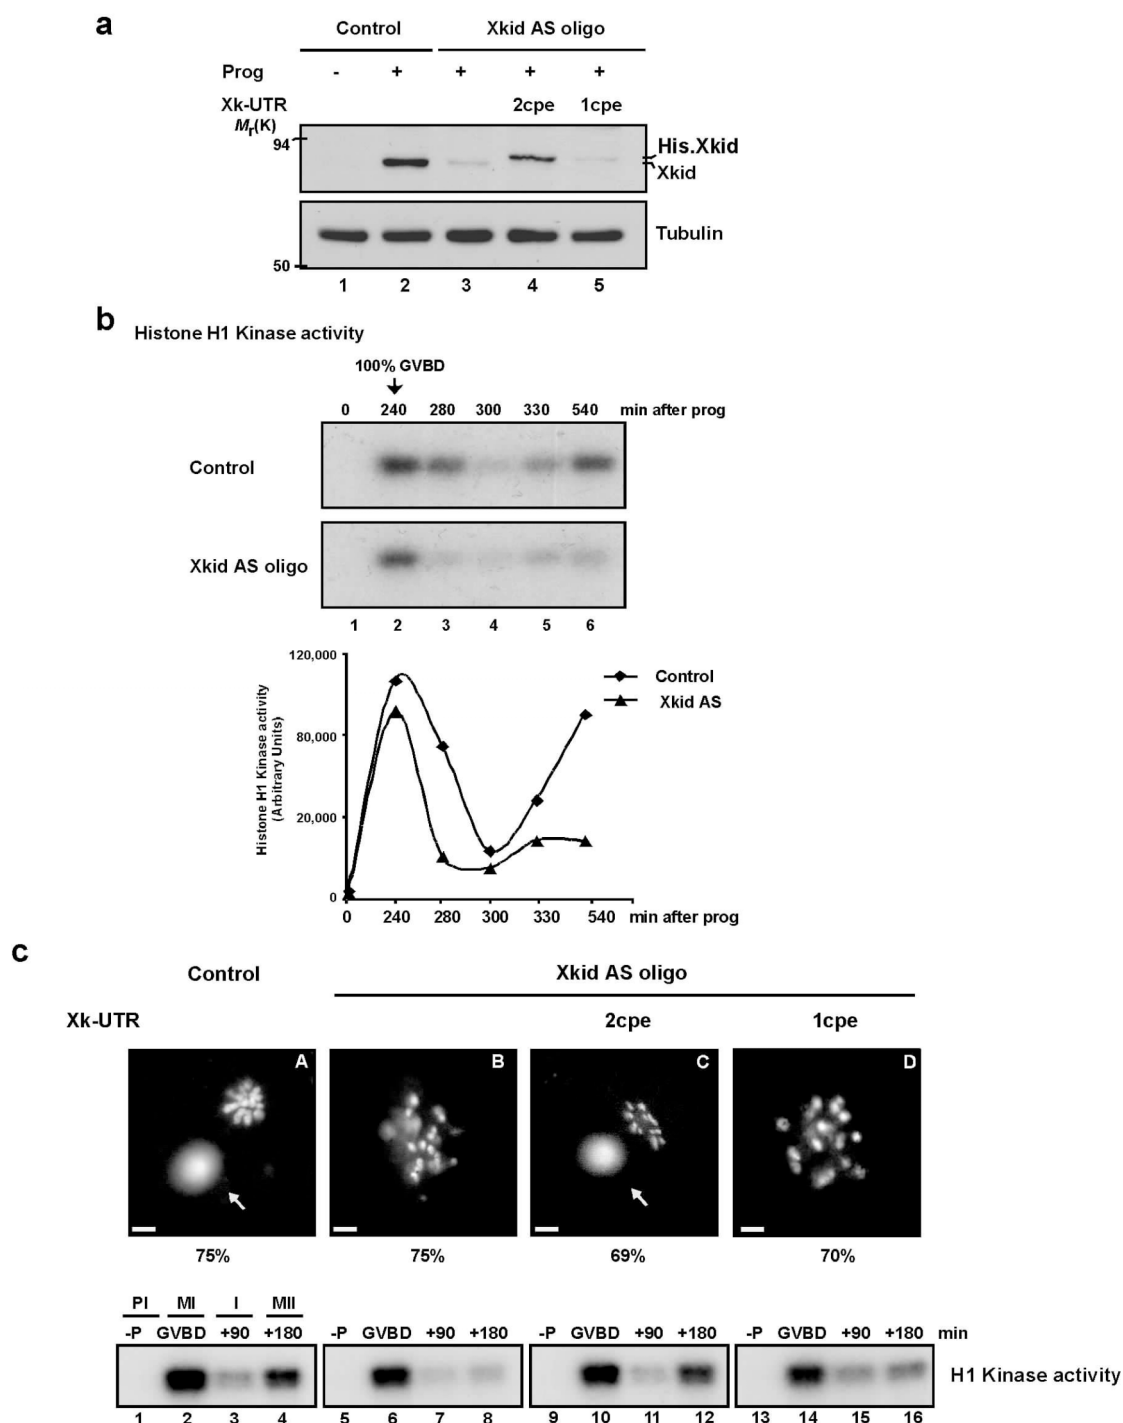 a
Control Xkid AS oligo
Prog - + + + +
Xk-UTR 2cpe 1cpe
Mr(K)
94
His.Xkid
Xkid
Tubulin
50
1 2 3 4 5
b
Histone H1 Kinase activity
100% GVBD
0 240 280 300 330 540 min after prog
Control
Xkid AS oligo
1 2 3 4 5 6
120,000
80,000
20,000
0
Histone H1 Kinase activity
(Arbitrary Units)
Control
Xkid AS
0 240 280 300 330 540 min after prog
c
Control Xkid AS oligo
Xk-UTR 2cpe 1cpe
A B C D
75% 75% 69% 70%
PI MI I MII
-P GVBD +90 +180 -P GVBD +90 +180 -P GVBD +90 +180 -P GVBD +90 +180 min
H1 Kinase activity
1 2 3 4 5 6 7 8 9 10 11 12 13 14 15 16